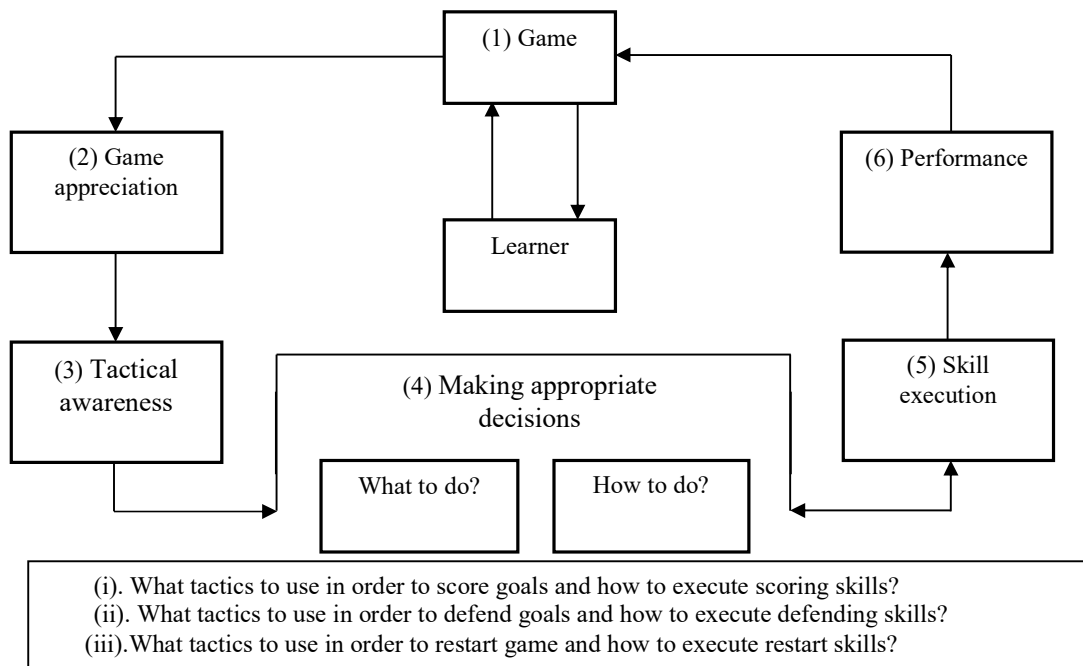 (1) Game
(2) Game
appreciation
(6) Performance
Learner
(3) Tactical
awareness
(4) Making appropriate
decisions
(5) Skill
execution
What to do?
How to do?
(i). What tactics to use in order to score goals and how to execute scoring skills?
(ii). What tactics to use in order to defend goals and how to execute defending skills?
(iii).What tactics to use in order to restart game and how to execute restart skills?